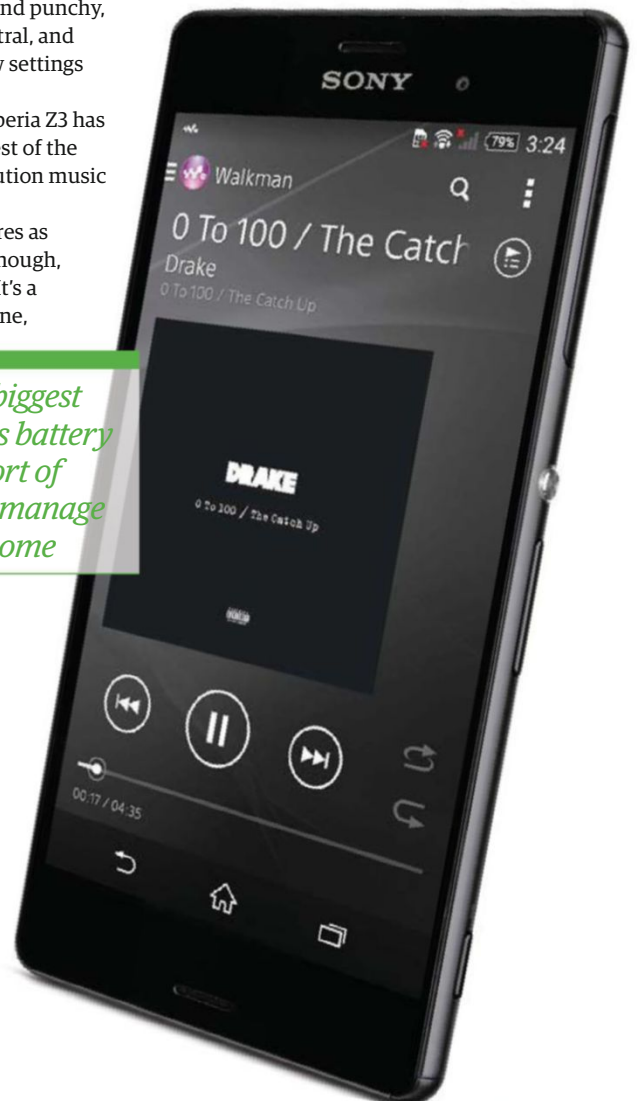 nd punchy,
tral, and
settings
peria Z3 has
est of the
ution music
res as
hough,
t's a
ne,
biggest
s battery
ort of
manage
ome
SONY
79% 3:24
Walkman
0 To 100 / The Catch
Drake
0 To 100 / The Catch Up
DRAKE
0 To 100 / The Catch Up
00:17 / 04:35